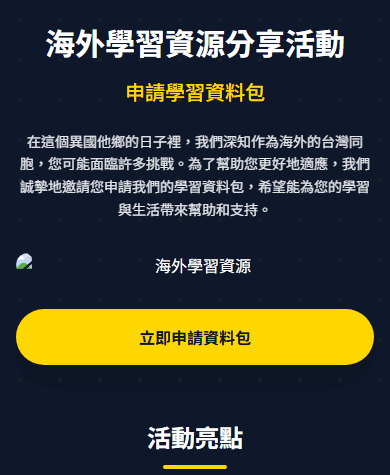 海外學習資源分享活動
申請學習資料包
在這個異國他鄉的日子裡，我們深知作為海外的台灣同
胞，您可能面臨許多挑戰。為了幫助您更好地適應，我們
誠摯地邀請您申請我們的學習資料包，希望能為您的學習
與生活帶來幫助和支持。
海外學習資源
立即申請資料包
活動亮點